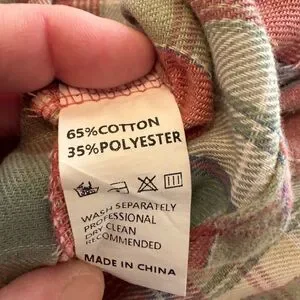 65%COTTON
35%POLYESTER
WASH SEPARATELY
PROFESSIONAL
DRY CLEAN
RECOMMENDED
MADE IN CHINA